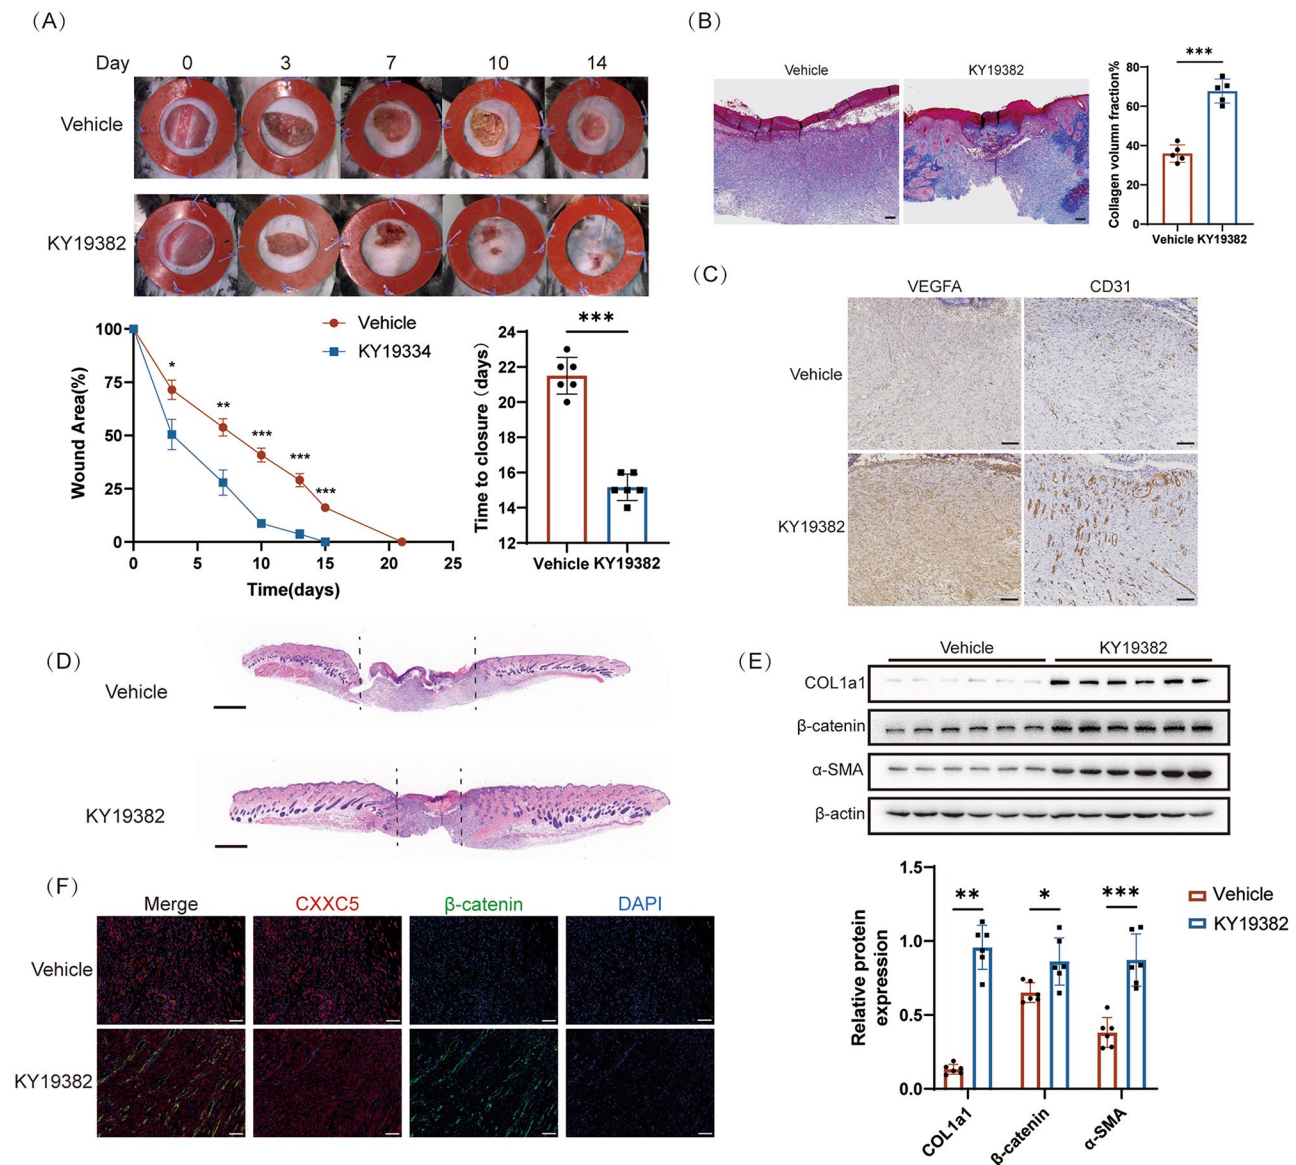 (A)
Day 0 3 7 10 14
Vehicle
KY19382
100
75
50
25
0
Wound Area(%)
* ** *** *** ***
Vehicle
KY19334
0 5 10 15 20 25
Time(days)
24
22
20
18
16
14
12
Time to closure (days)
***
Vehicle KY19382
(B)
Vehicle KY19382
80
60
40
20
0
Collagen volumn fraction%
***
Vehicle KY19382
(C)
VEGFA CD31
Vehicle
KY19382
(D)
Vehicle
KY19382
(E)
Vehicle KY19382
COL1a1
β-catenin
α-SMA
β-actin
1.5
1.0
0.5
0.0
Relative protein
expression
** * ***
Vehicle
KY19382
COL1a1 β-catenin α-SMA
(F)
Merge CXXC5 β-catenin DAPI
Vehicle
KY19382